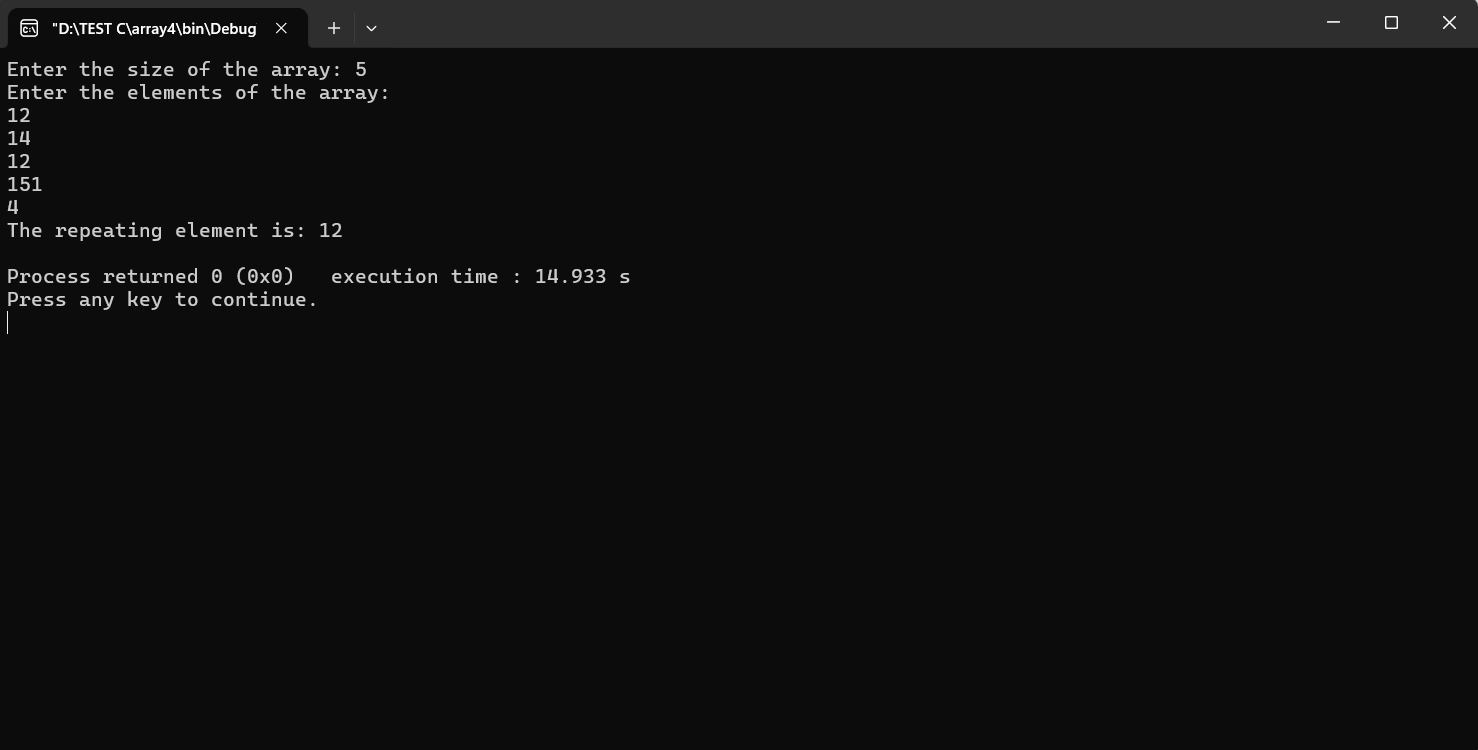 "D:\TEST C\array4\bin\Debug
Enter the size of the array: 5
Enter the elements of the array:
12
14
12
151
4
The repeating element is: 12
Process returned 0 (0x0)   execution time : 14.933 s
Press any key to continue.